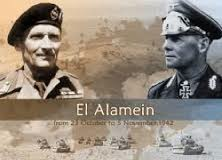 El Alamein
from 23 October to 5 November 1942